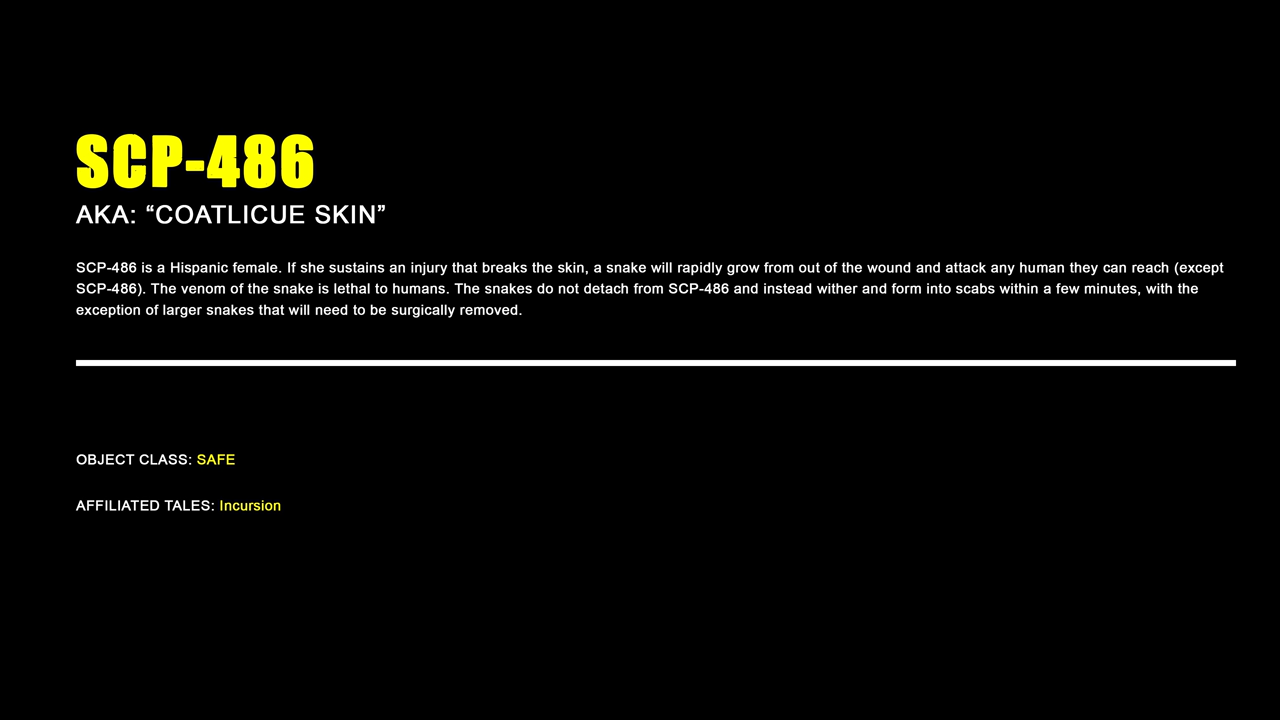 SCP-486
AKA: “COATLICUE SKIN”
SCP-486 is a Hispanic female. If she sustains an injury that breaks the skin, a snake will rapidly grow from out of the wound and attack any human they can reach (except
SCP-486). The venom of the snake is lethal to humans. The snakes do not detach from SCP-486 and instead wither and form into scabs within a few minutes, with the
exception of larger snakes that will need to be surgically removed.
OBJECT CLASS: SAFE
AFFILIATED TALES: Incursion